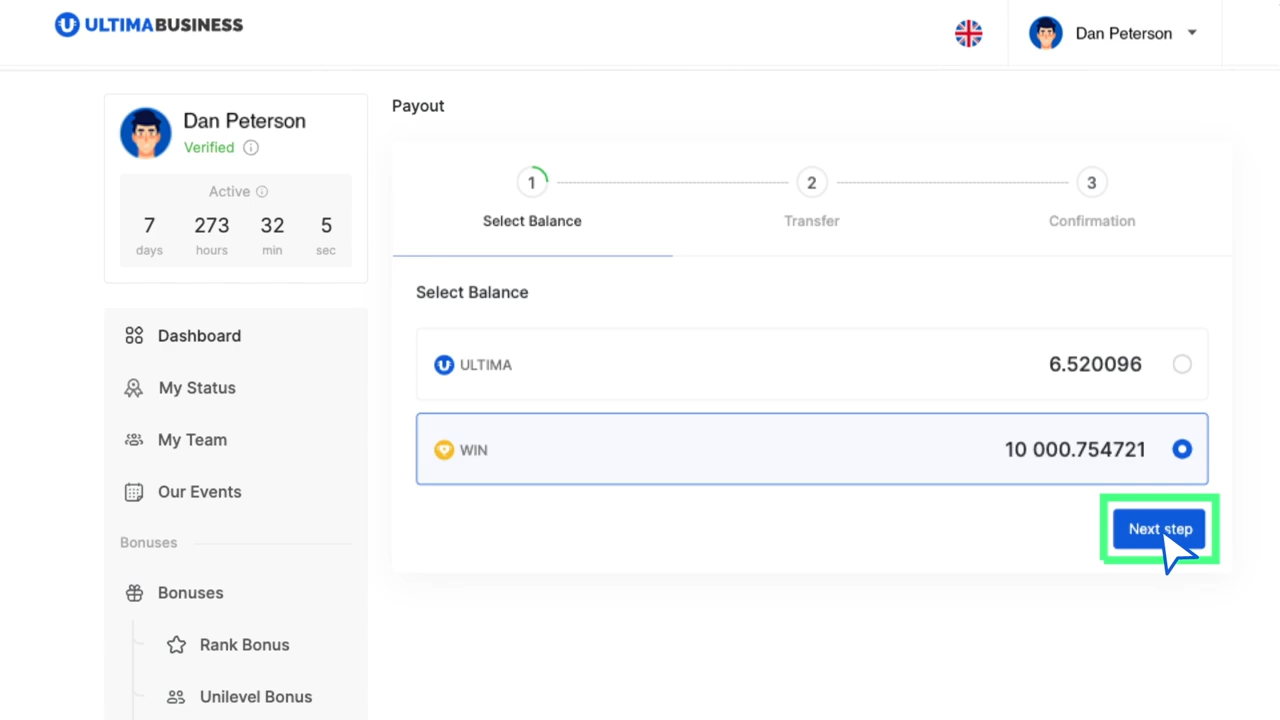 ULTIMABUSINESS
Dan Peterson
Dan Peterson
Verified
Active
7 273 32 5
days hours min sec
Dashboard
My Status
My Team
Our Events
Bonuses
Bonuses
Rank Bonus
Unilevel Bonus
Payout
1 2 3
Select Balance Transfer Confirmation
Select Balance
ULTIMA 6.520096
WIN 10 000.754721
Next step